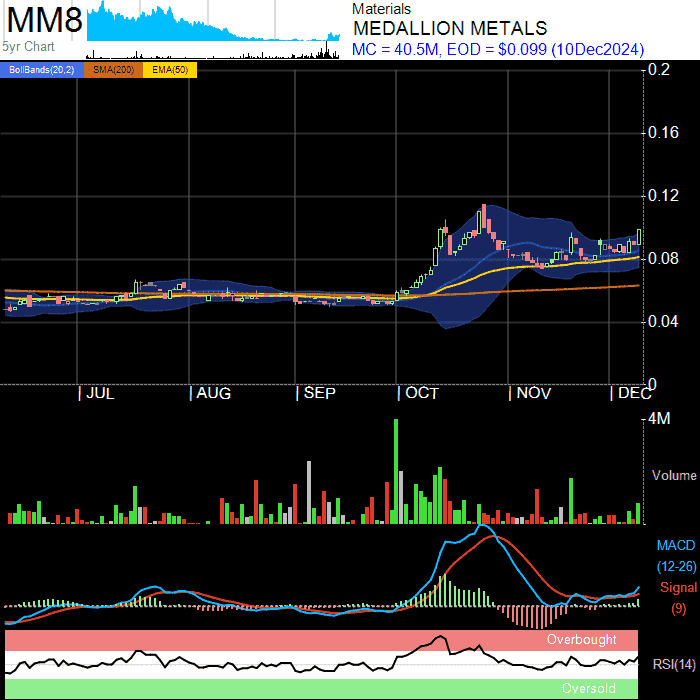 MM8
5yr Chart
Materials
MEDALLION METALS
MC = 40.5M, EOD = $0.099 (10Dec2024)
BollBands(20,2) SMA(200) EMA(50)
0.2
0.16
0.12
0.08
0.04
0
JUL AUG SEP OCT NOV DEC
4M
Volume
MACD
(12-26)
Signal
(9)
Overbought
RSI(14)
Oversold